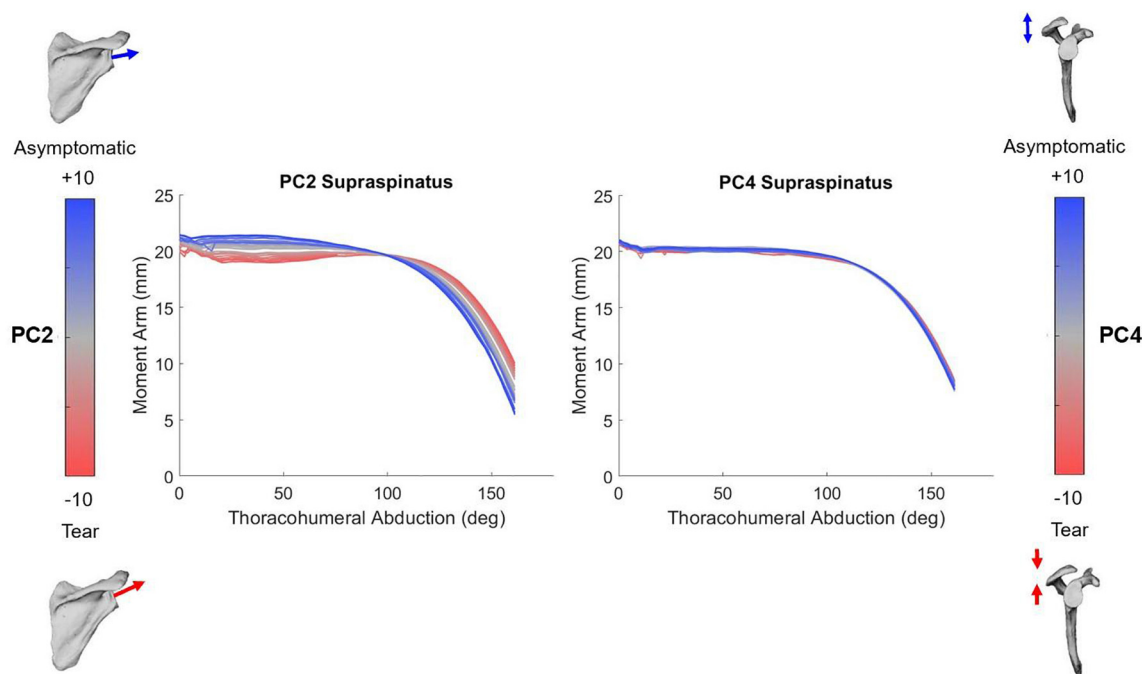 Asymptomatic
+10
PC2
-10
Tear
PC2 Supraspinatus
25
20
15
10
5
0
Moment Arm (mm)
0
50
100
150
Thoracohumeral Abduction (deg)
PC4 Supraspinatus
25
20
15
10
5
0
Moment Arm (mm)
0
50
100
150
Thoracohumeral Abduction (deg)
Asymptomatic
+10
PC4
-10
Tear